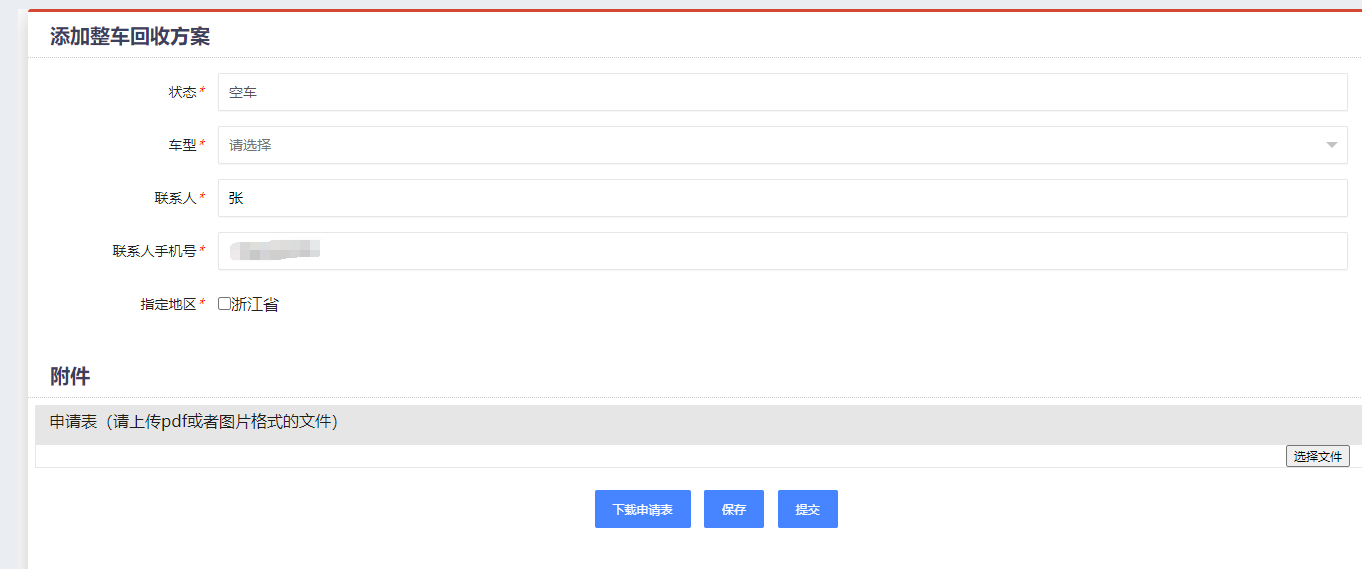 添加整车回收方案
状态* 空车
车型* 请选择
联系人* 张
联系人手机号*
指定地区* 浙江省
附件
申请表（请上传pdf或者图片格式的文件）
选择文件
下载申请表 保存 提交